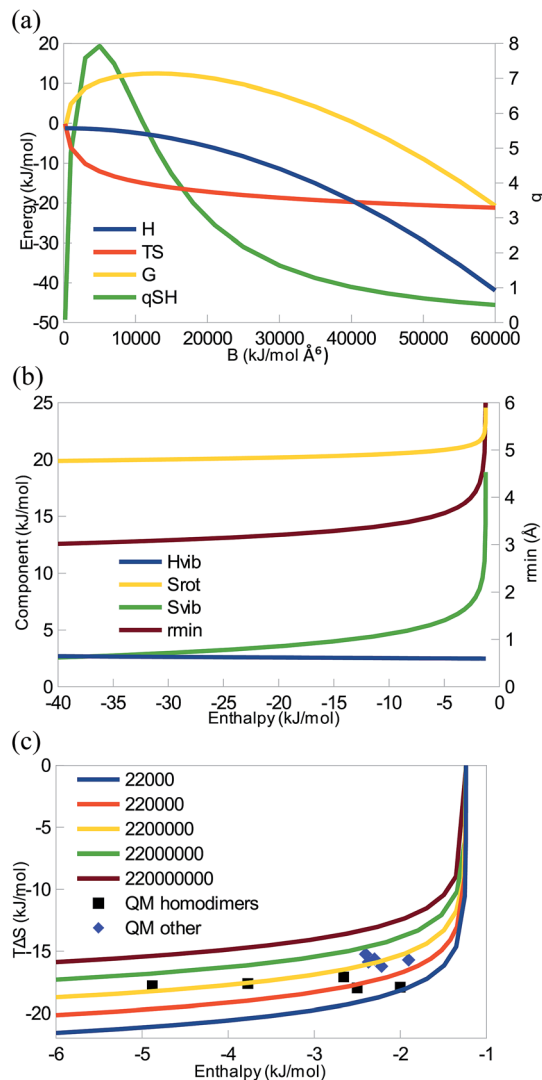 (a)
20
10
0
-10
-20
-30
-40
-50
Energy (kJ/mol)
8
7
6
5
4
3
2
1
0
q
H
TS
G
qSH
0 10000 20000 30000 40000 50000 60000
B (kJ/mol Å⁶)
(b)
25
20
15
10
5
0
Component (kJ/mol)
6
5
4
3
2
1
0
rmin (Å)
Hvib
Srot
Svib
rmin
-40 -35 -30 -25 -20 -15 -10 -5 0
Enthalpy (kJ/mol)
(c)
0
-5
-10
-15
-20
TΔS (kJ/mol)
22000
220000
2200000
22000000
220000000
QM homodimers
QM other
-6 -5 -4 -3 -2 -1
Enthalpy (kJ/mol)